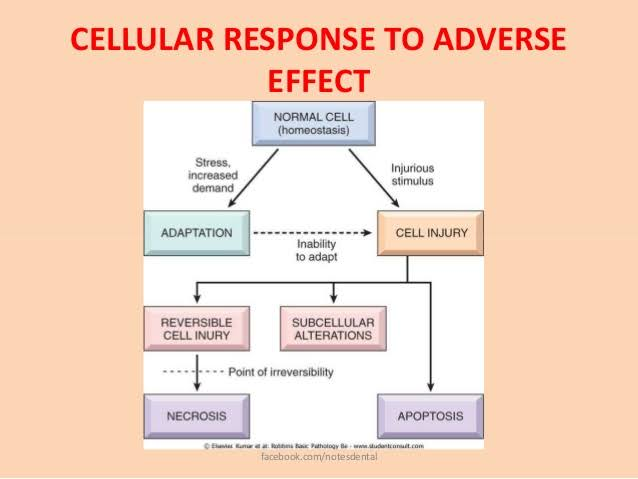 CELLULAR RESPONSE TO ADVERSE
EFFECT
NORMAL CELL
(homeostasis)
Stress,
increased
demand
Injurious
stimulus
ADAPTATION
Inability
to adapt
CELL INJURY
REVERSIBLE
CELL INURY
SUBCELLULAR
ALTERATIONS
Point of irreversibility
NECROSIS
APOPTOSIS
© Elsevier. Kumar et al: Robbins Basic Pathology 8e - www.studentconsult.com
facebook.com/notesdental